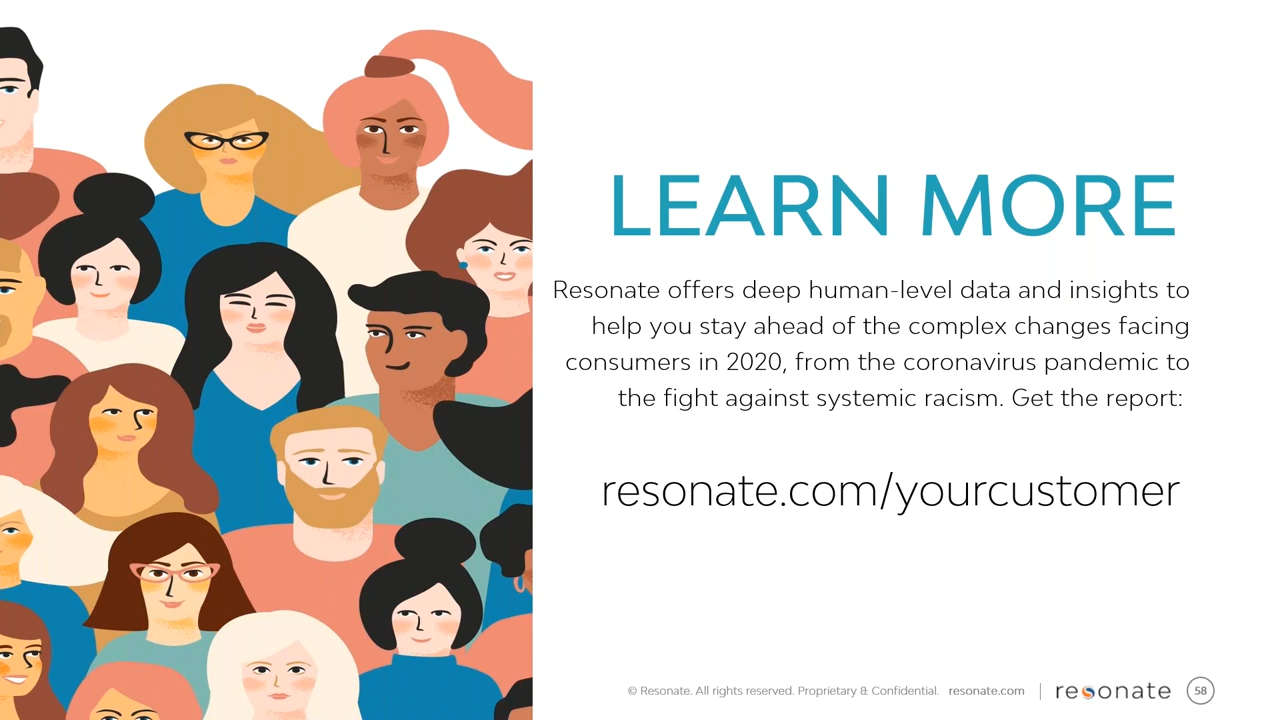 LEARN MORE
Resonate offers deep human-level data and insights to
help you stay ahead of the complex changes facing
consumers in 2020, from the coronavirus pandemic to
the fight against systemic racism. Get the report:
resonate.com/yourcustomer
© Resonate. All rights reserved. Proprietary & Confidential. resonate.com | resonate 58